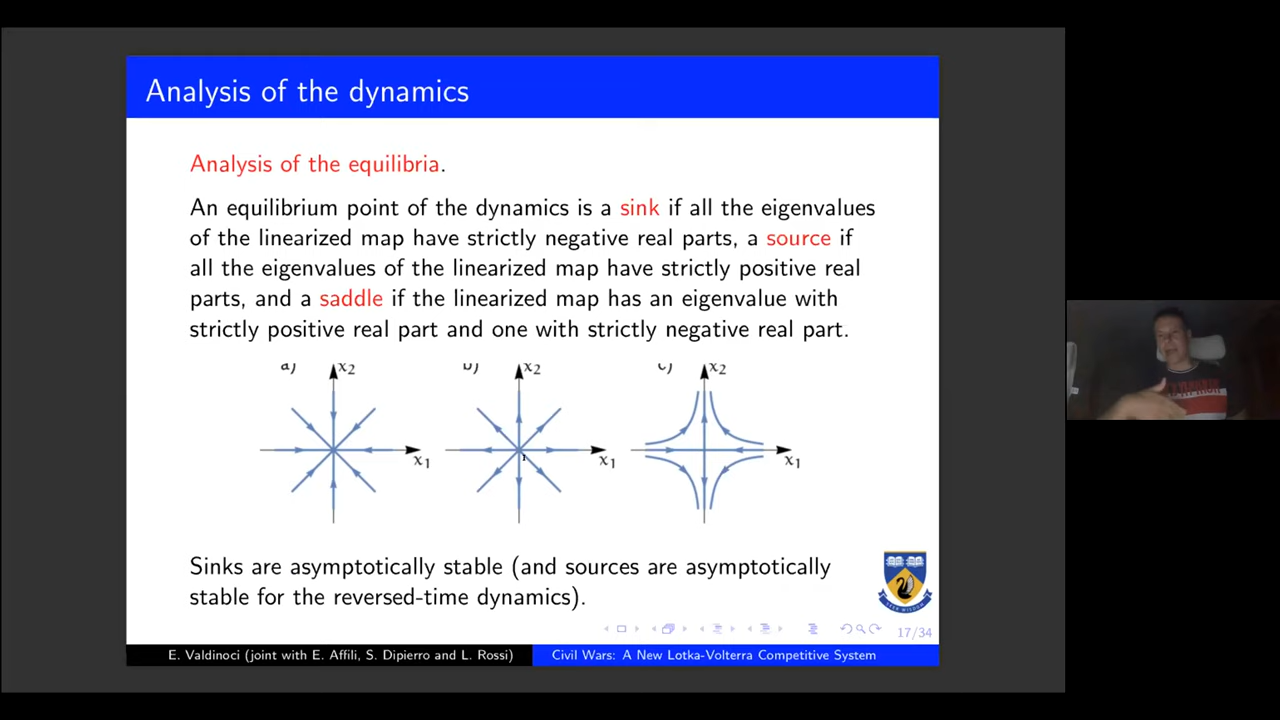 Analysis of the dynamics
Analysis of the equilibria.
An equilibrium point of the dynamics is a sink if all the eigenvalues
of the linearized map have strictly negative real parts, a source if
all the eigenvalues of the linearized map have strictly positive real
parts, and a saddle if the linearized map has an eigenvalue with
strictly positive real part and one with strictly negative real part.
a) x2 b) x2 c) x2
x1 x1 x1
Sinks are asymptotically stable (and sources are asymptotically
stable for the reversed-time dynamics).
17/34
E. Valdinoci (joint with E. Affili, S. Dipierro and L. Rossi) Civil Wars: A New Lotka-Volterra Competitive System